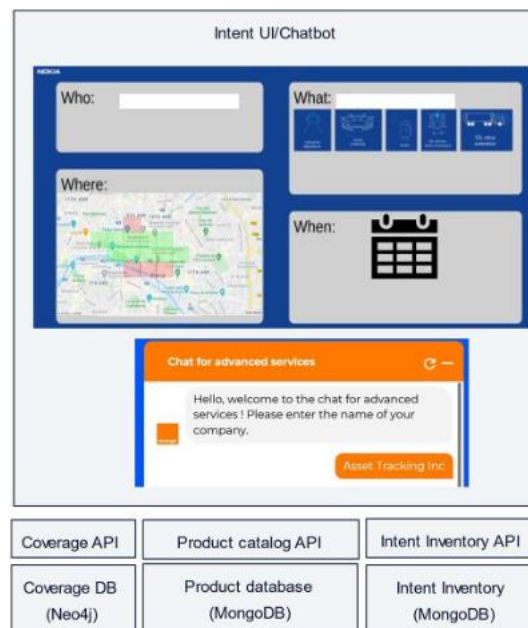 Intent UI/Chatbot
NOKIA
Who:
What:
Where:
When:
Chat for advanced services
Hello, welcome to the chat for advanced
services ! Please enter the name of your
company.
Asset Tracking Inc
Coverage API
Product catalog API
Intent Inventory API
Coverage DB
(Neo4j)
Product database
(MongoDB)
Intent Inventory
(MongoDB)